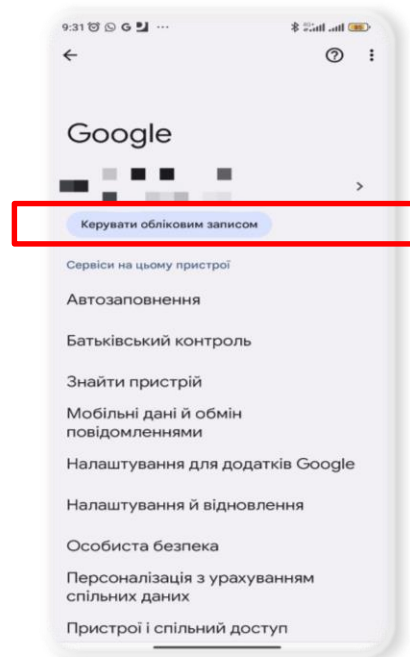 9:31 G ...
85
Google
Керувати обліковим записом
Сервіси на цьому пристрої
Автозаповнення
Батьківський контроль
Знайти пристрій
Мобільні дані й обмін
повідомленнями
Налаштування для додатків Google
Налаштування й відновлення
Особиста безпека
Персоналізація з урахуванням
спільних даних
Пристрої і спільний доступ